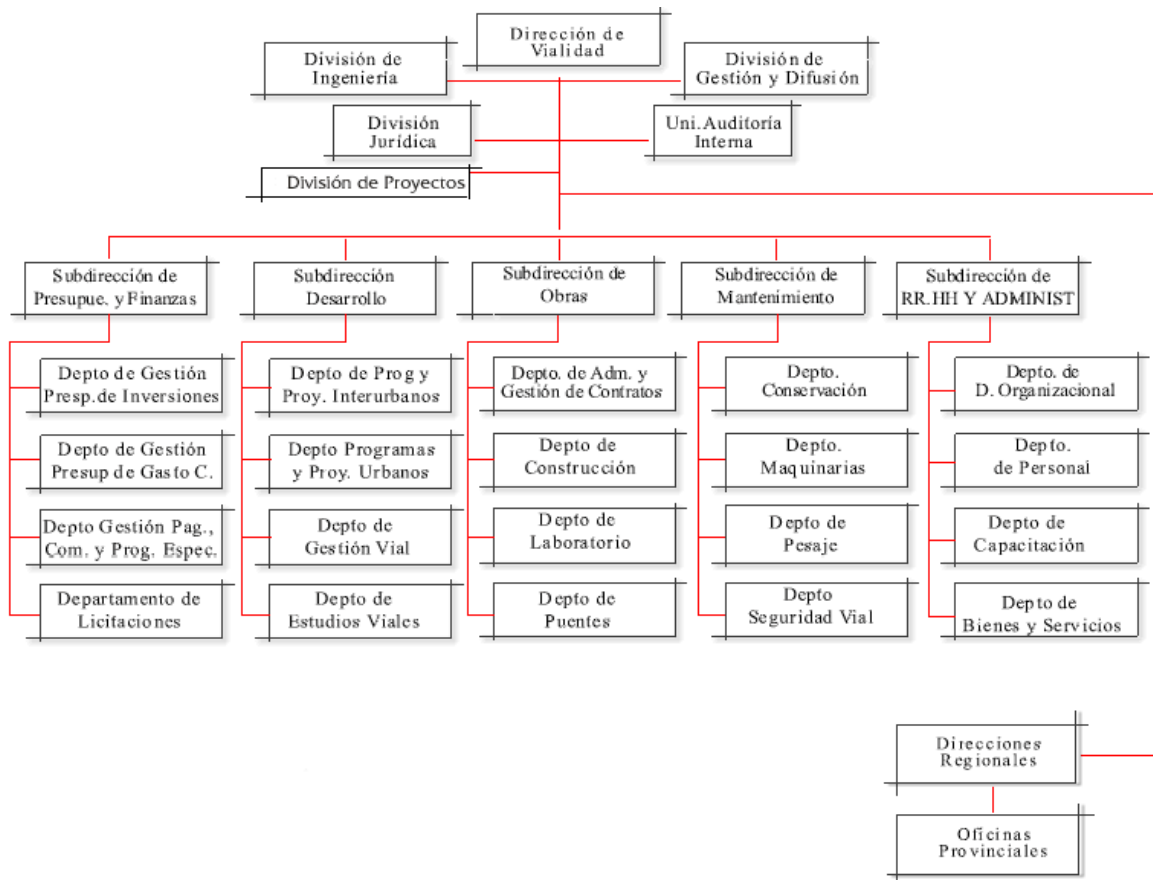 Dirección de
Vialidad
División de
Ingeniería
División de
Gestión y Difusión
División
Jurídica
Uni.Auditoría
Interna
División de Proyectos
Subdirección de
Presupue. y Finanzas
Subdirección
Desarrollo
Subdirección de
Obras
Subdirección de
Mantenimiento
Subdirección de
RR.HH Y ADMINIST
Depto de Gestión
Presp.de Inversiones
Depto de Prog y
Proy. Interurbanos
Depto. de Adm. y
Gestión de Contratos
Depto.
Conservación
Depto. de
D. Organizacional
Depto de Gestión
Presup de Gasto C.
Depto Programas
y Proy. Urbanos
Depto de
Construcción
Depto.
Maquinarias
Depto.
de Personal
Depto Gestión Pag.,
Com. y Prog. Espec.
Depto de
Gestión Vial
Depto de
Laboratorio
Depto de
Pesaje
Depto de
Capacitación
Departamento de
Licitaciones
Depto de
Estudios Viales
Depto de
Puentes
Depto
Seguridad Vial
Depto de
Bienes y Servicios
Direcciones
Regionales
Oficinas
Provinciales